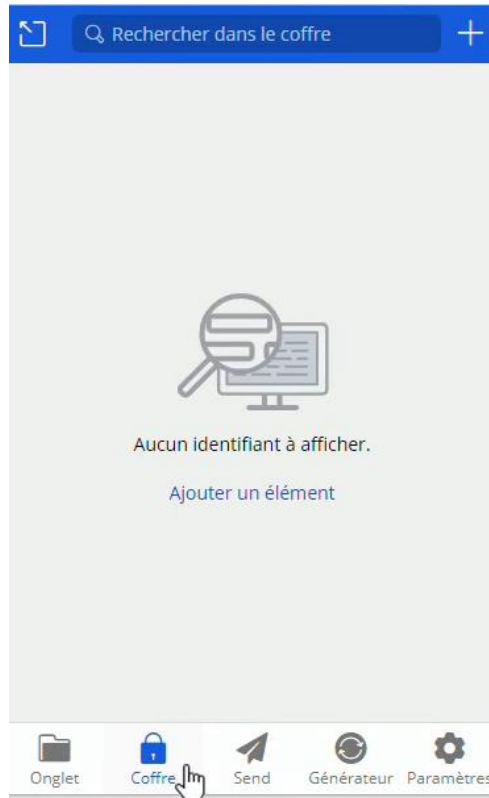 Rechercher dans le coffre
Aucun identifiant à afficher.
Ajouter un élément
Onglet
Coffre
Send
Générateur
Paramètres